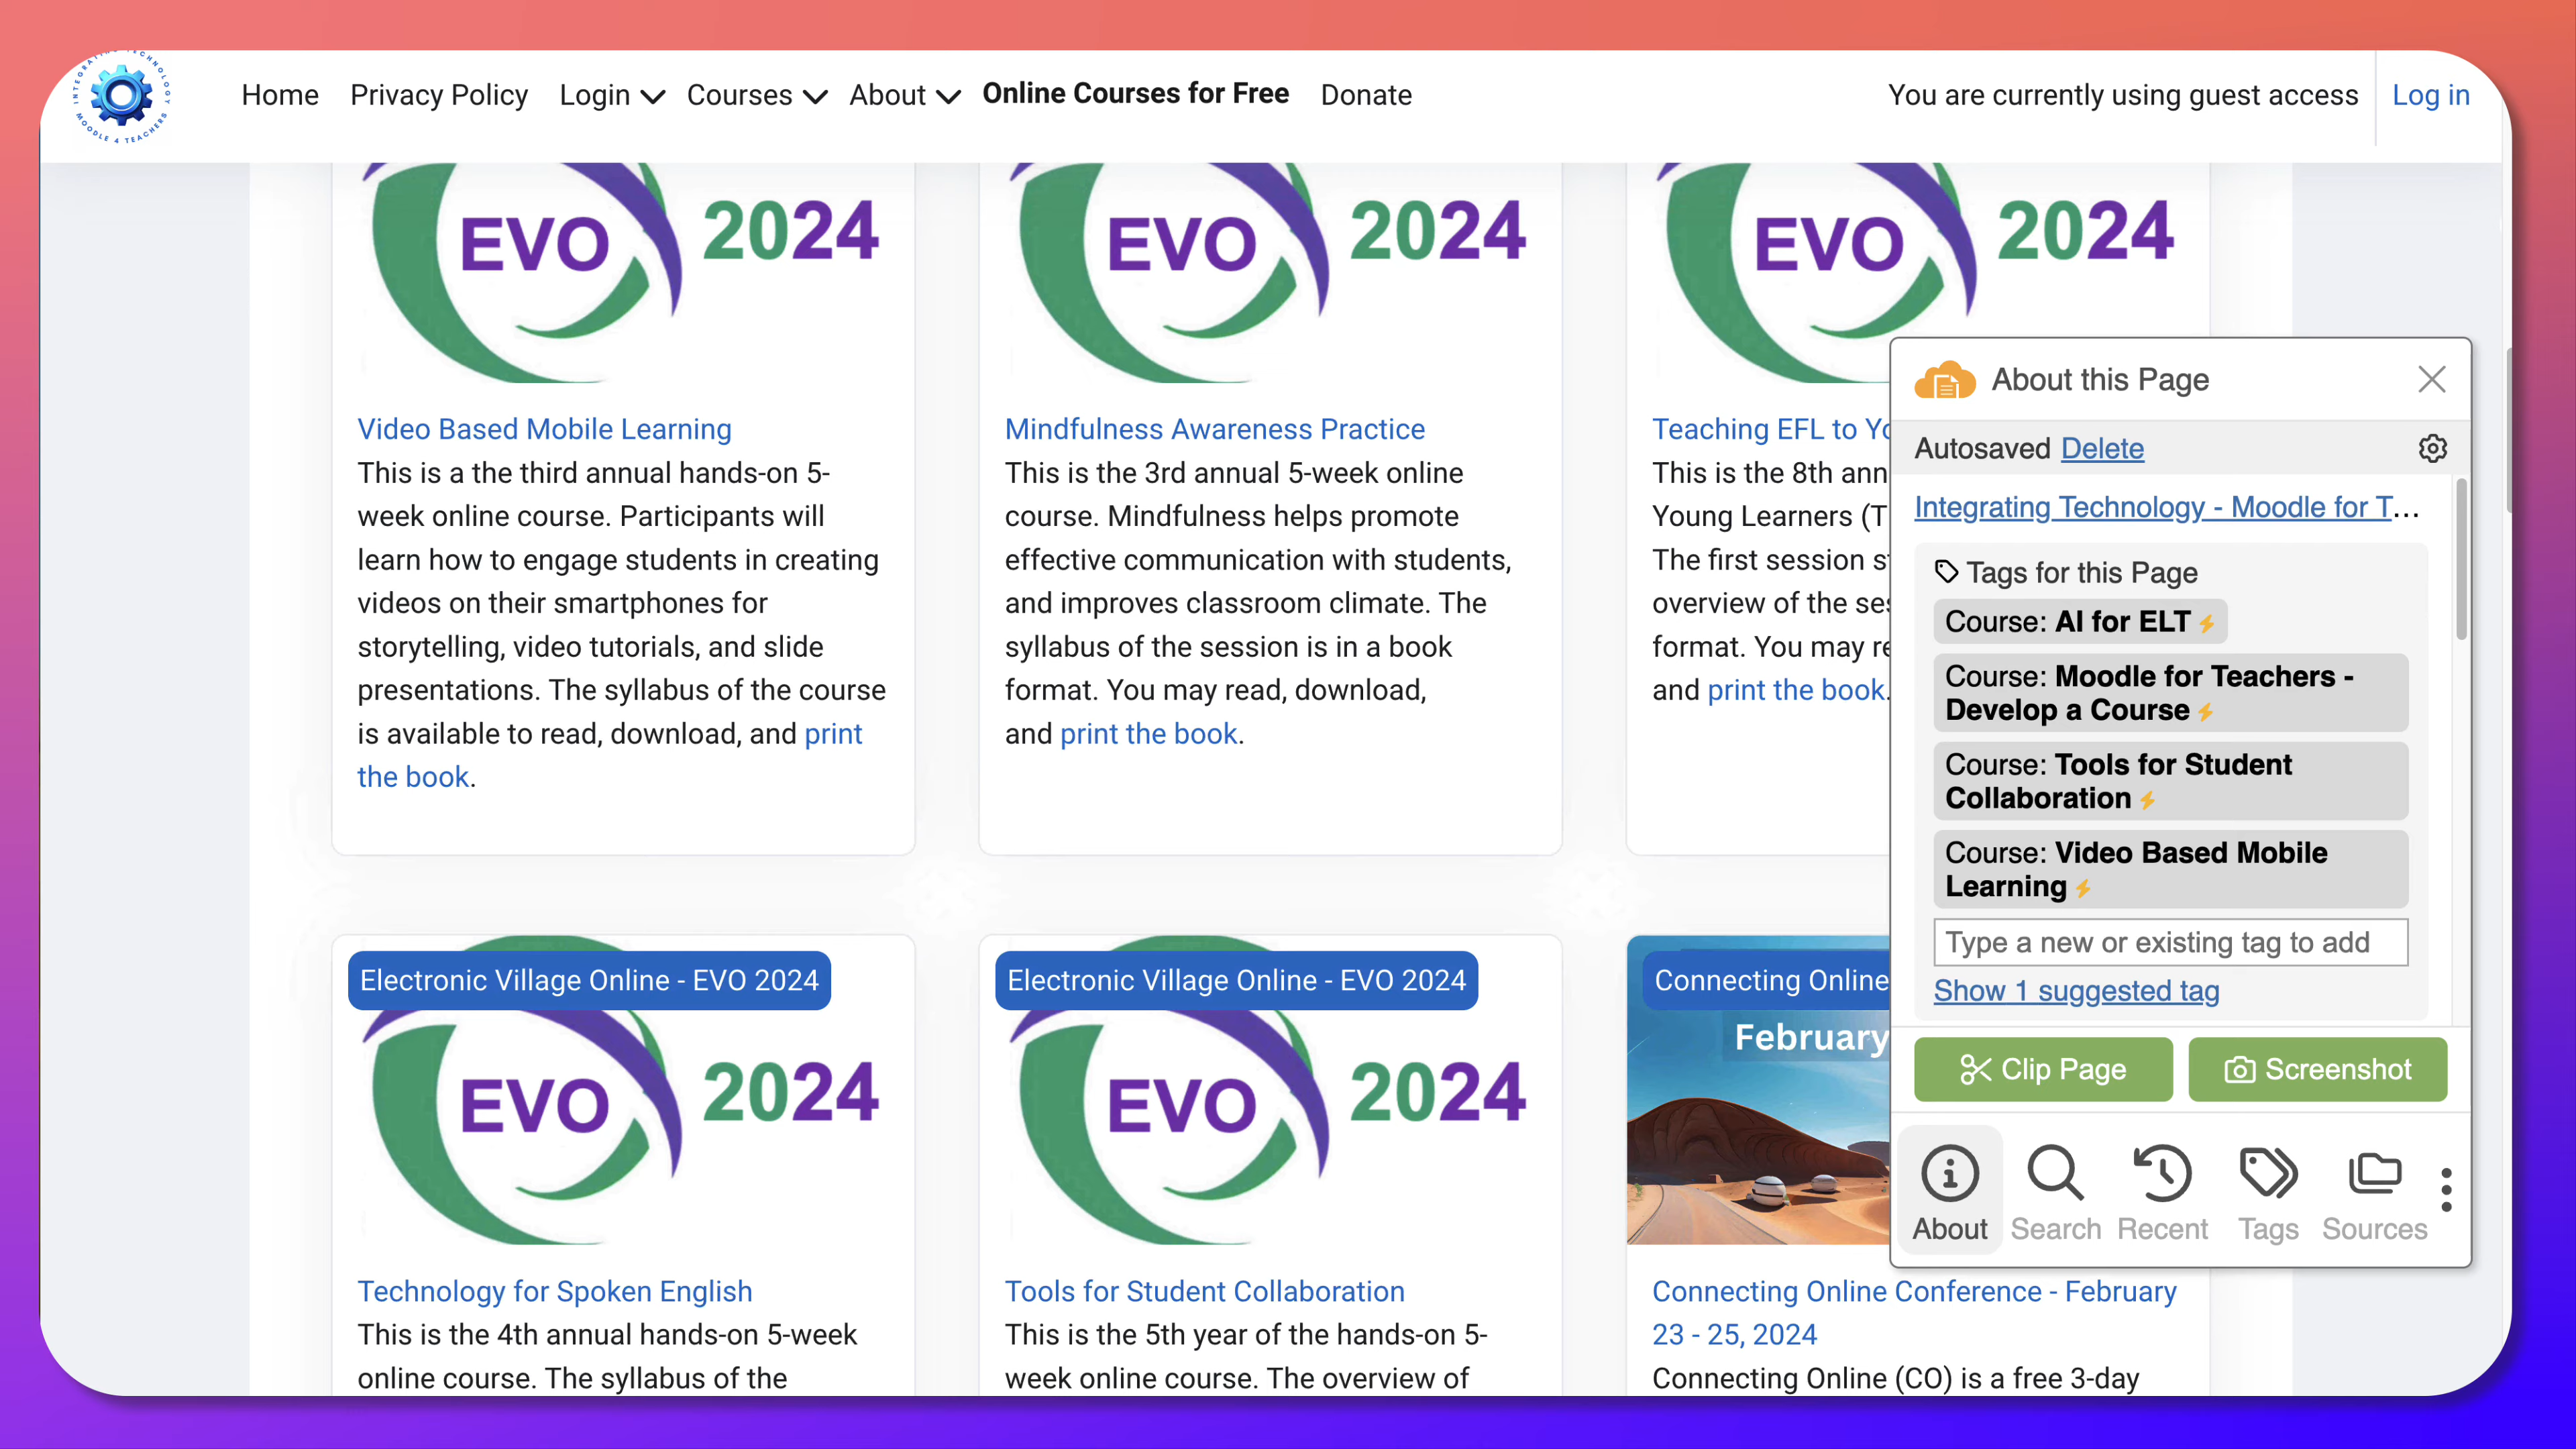 INTEGRATING TECHNOLOGY
MOODLE 4 TEACHERS
Home Privacy Policy Login Courses About Online Courses for Free Donate
You are currently using guest access Log in
EVO 2024
Video Based Mobile Learning
This is a the third annual hands-on 5-
week online course. Participants will
learn how to engage students in creating
videos on their smartphones for
storytelling, video tutorials, and slide
presentations. The syllabus of the course
is available to read, download, and print
the book.
EVO 2024
Mindfulness Awareness Practice
This is the 3rd annual 5-week online
course. Mindfulness helps promote
effective communication with students,
and improves classroom climate. The
syllabus of the session is in a book
format. You may read, download,
and print the book.
EVO 2024
Teaching EFL to Yo
This is the 8th ann
Young Learners (T
The first session s
overview of the se
format. You may re
and print the book.
Electronic Village Online - EVO 2024
EVO 2024
Technology for Spoken English
This is the 4th annual hands-on 5-week
online course. The syllabus of the
Electronic Village Online - EVO 2024
EVO 2024
Tools for Student Collaboration
This is the 5th year of the hands-on 5-
week online course. The overview of
Connecting Online
February
Connecting Online Conference - February
23 - 25, 2024
Connecting Online (CO) is a free 3-day
About this Page
Autosaved Delete
Integrating Technology - Moodle for T...
Tags for this Page
Course: AI for ELT
Course: Moodle for Teachers -
Develop a Course
Course: Tools for Student
Collaboration
Course: Video Based Mobile
Learning
Type a new or existing tag to add
Show 1 suggested tag
Clip Page Screenshot
About Search Recent Tags Sources